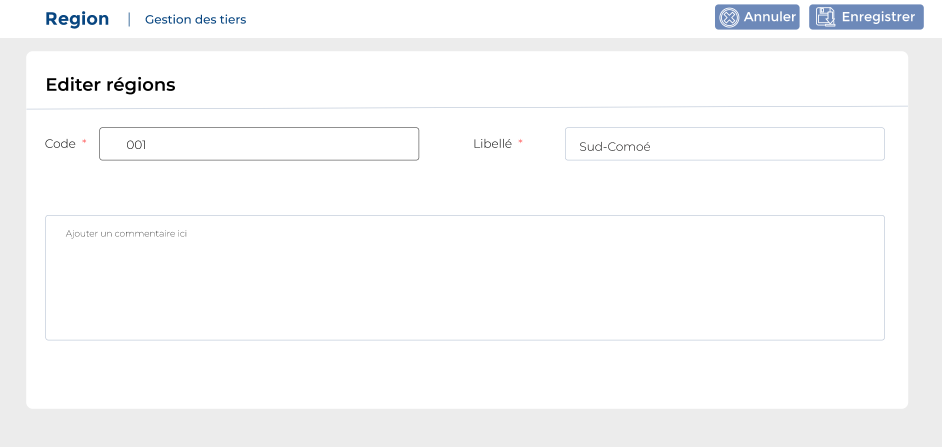 Region | Gestion des tiers Annuler Enregistrer
Editer régions
Code * 001 Libellé * Sud-Comoé
Ajouter un commentaire ici